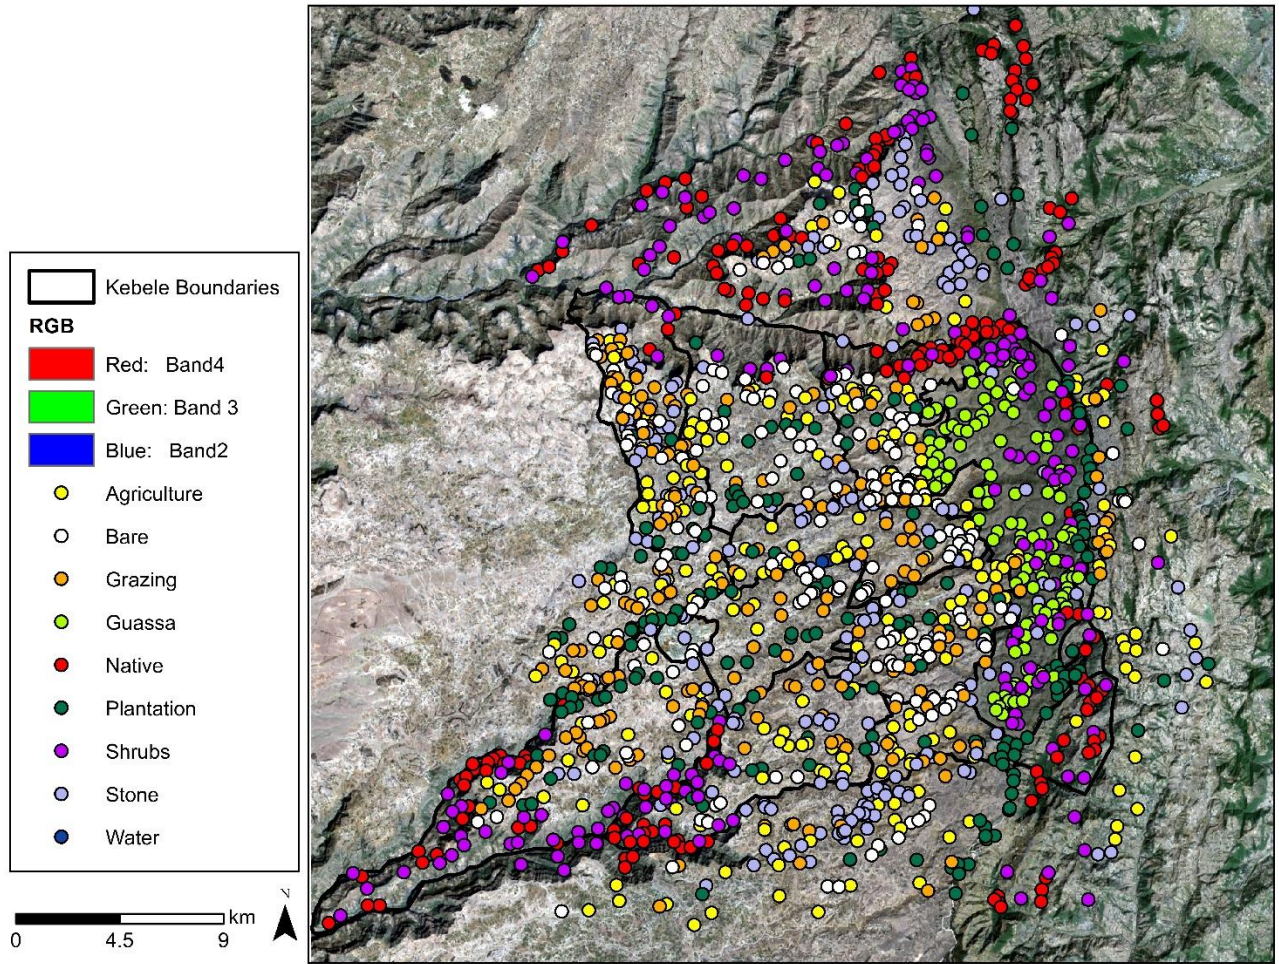 Kebele Boundaries
RGB
Red: Band4
Green: Band 3
Blue: Band2
Agriculture
Bare
Grazing
Guassa
Native
Plantation
Shrubs
Stone
Water
N
km
0 4.5 9